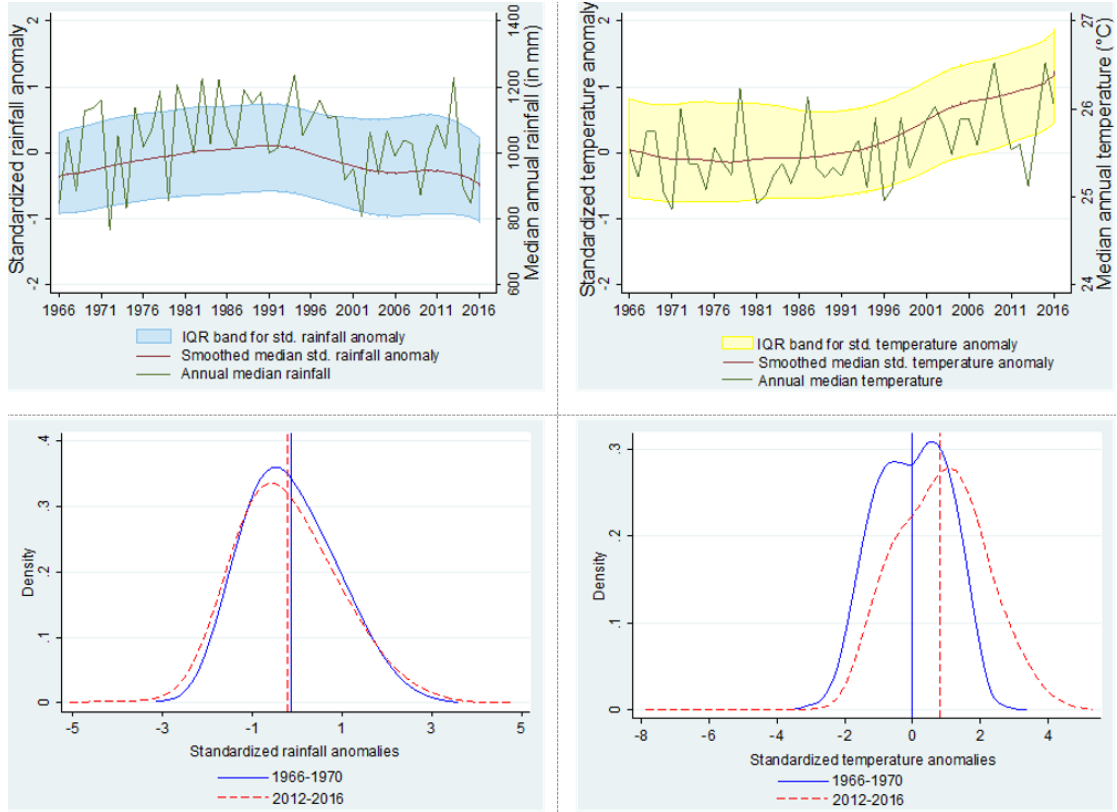 Standardized rainfall anomaly
2
1
0
-1
-2
Median annual rainfall (in mm)
1400
1200
1000
800
600
1966 1971 1976 1981 1986 1991 1996 2001 2006 2011 2016
IQR band for std. rainfall anomaly
Smoothed median std. rainfall anomaly
Annual median rainfall
Standardized temperature anomaly
2
1
0
-1
-2
Median annual temperature (°C)
27
26
25
24
1966 1971 1976 1981 1986 1991 1996 2001 2006 2011 2016
IQR band for std. temperature anomaly
Smoothed median std. temperature anomaly
Annual median temperature
Density
.4
.3
.2
.1
0
-5 -3 -1 1 3 5
Standardized rainfall anomalies
1966-1970
2012-2016
Density
.3
.2
.1
0
-8 -6 -4 -2 0 2 4
Standardized temperature anomalies
1966-1970
2012-2016